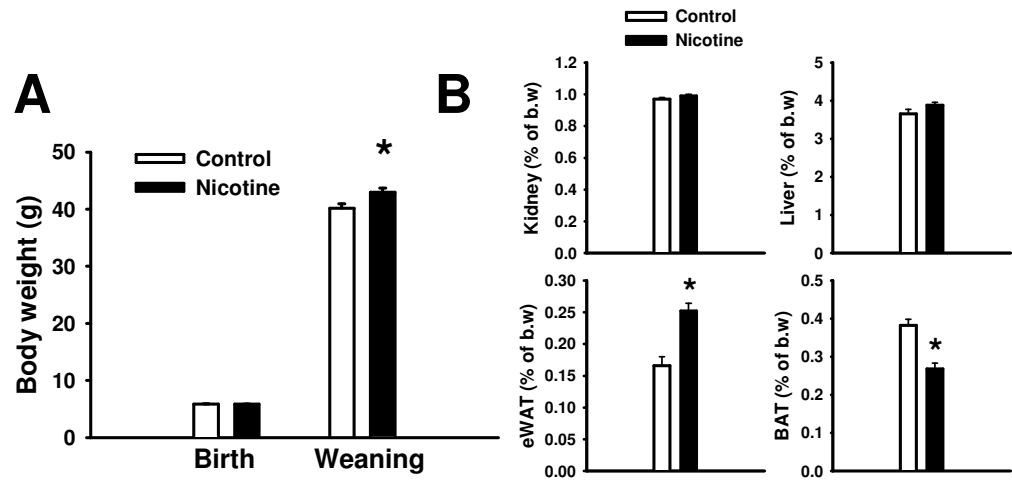 A
Body weight (g)
50
40
30
20
10
0
*
Control
Nicotine
Birth Weaning
B
Control
Nicotine
Kidney (% of b.w)
1.2
1.0
0.8
0.6
0.4
0.2
0.0
Liver (% of b.w)
5
4
3
2
1
0
eWAT (% of b.w)
0.30
0.25
0.20
0.15
0.10
0.05
0.00
*
BAT (% of b.w)
0.5
0.4
0.3
0.2
0.1
0.0
*